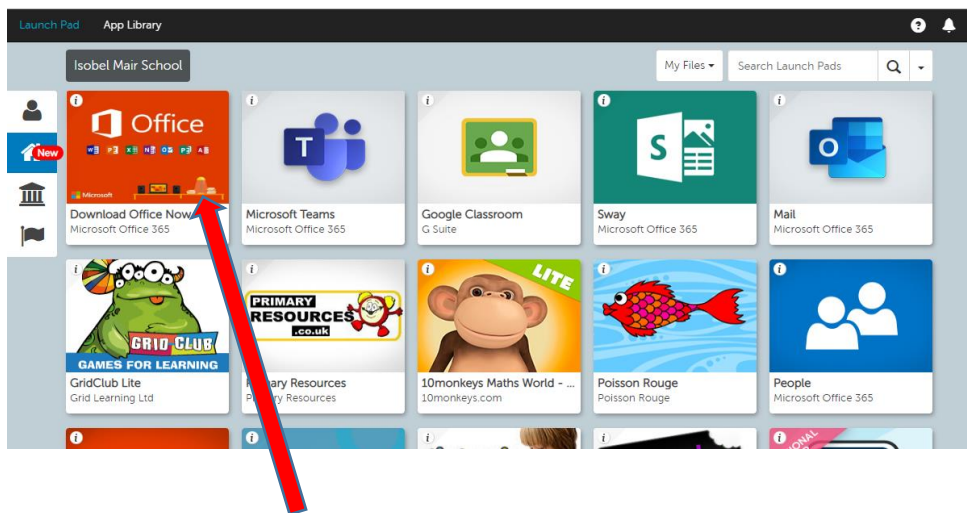 Launch Pad App Library
Isobel Mair School
My Files
Search Launch Pads
New
Office
Microsoft
T
S
O
Download Office Now
Microsoft Office 365
Microsoft Teams
Microsoft Office 365
Google Classroom
G Suite
Sway
Microsoft Office 365
Mail
Microsoft Office 365
GRID CLUB
GAMES FOR LEARNING
PRIMARY
RESOURCES
.co.uk
LITE
GridClub Lite
Grid Learning Ltd
Primary Resources
Primary Resources
10monkeys Maths World - ...
10monkeys.com
Poisson Rouge
Poisson Rouge
People
Microsoft Office 365